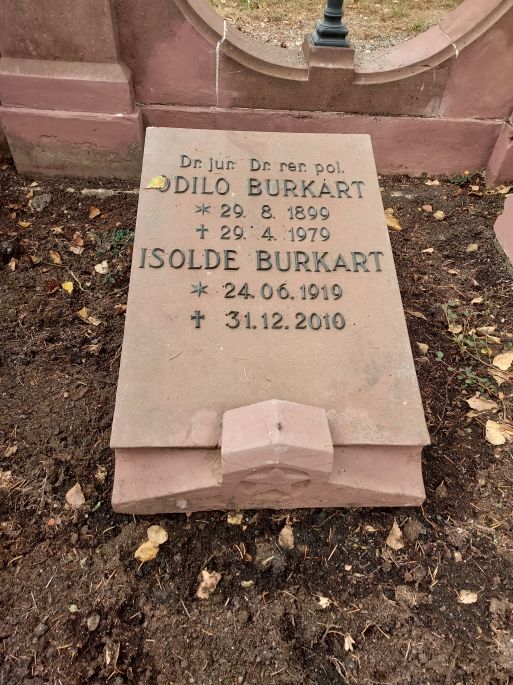 Dr. jur. Dr. rer. pol.
ODILO BURKART
* 29. 8. 1899
† 29. 4. 1979
ISOLDE BURKART
* 24.06.1919
† 31.12.2010